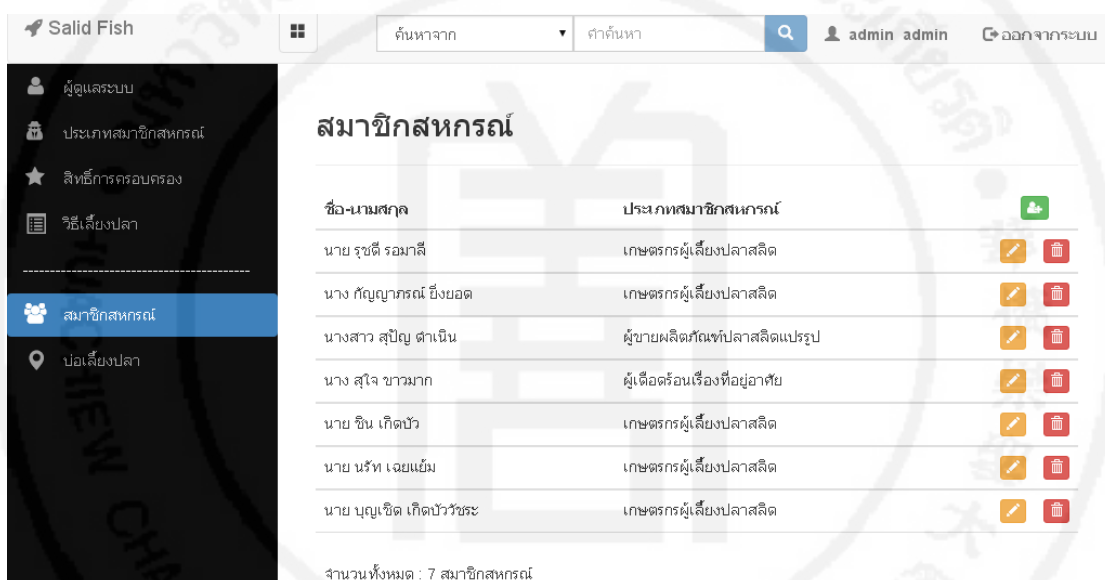 Salid Fish ค้นหาจาก คำค้นหา admin admin ออกจากระบบ
ผู้ดูแลระบบ
ประเภทสมาชิกสหกรณ์
สิทธิ์การครอบครอง
วิธีเลี้ยงปลา
------------------------------------------
สมาชิกสหกรณ์
บ่อเลี้ยงปลา
สมาชิกสหกรณ์
ชื่อ-นามสกุล ประเภทสมาชิกสหกรณ์
นาย รุชดี รอมาลี เกษตรกรผู้เลี้ยงปลาสลิด
นาง กัญญาภรณ์ ยิ่งยอด เกษตรกรผู้เลี้ยงปลาสลิด
นางสาว สุปัญ ดำเนิน ผู้ขายผลิตภัณฑ์ปลาสลิดแปรรูป
นาง สุใจ ขาวมาก ผู้เดือดร้อนเรื่องที่อยู่อาศัย
นาย ชิน เกิดบัว เกษตรกรผู้เลี้ยงปลาสลิด
นาย นรัท เฉยแย้ม เกษตรกรผู้เลี้ยงปลาสลิด
นาย บุญเชิด เกิดบัววัชระ เกษตรกรผู้เลี้ยงปลาสลิด
จำนวนทั้งหมด : 7 สมาชิกสหกรณ์